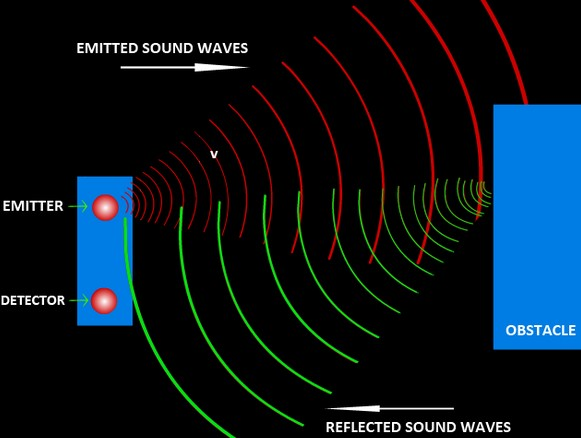 EMITTED SOUND WAVES
v
EMITTER
DETECTOR
OBSTACLE
REFLECTED SOUND WAVES